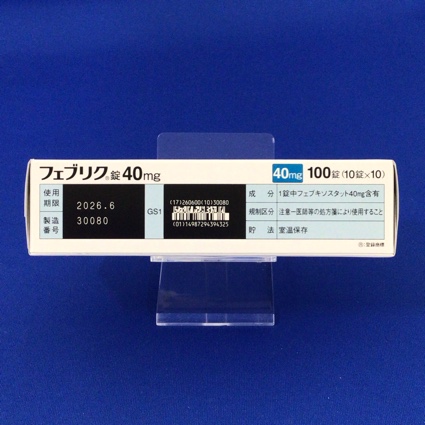 フェブリク®錠40mg
40mg 100錠(10錠×10)
使用期限 2026.6
製造番号 30080
GS1
(17)260600(10)30080
(01)14987294394325
成 分 1錠中フェブキソスタット40mg含有
規制区分 注意-医師等の処方箋により使用すること
貯 法 室温保存
®登録商標